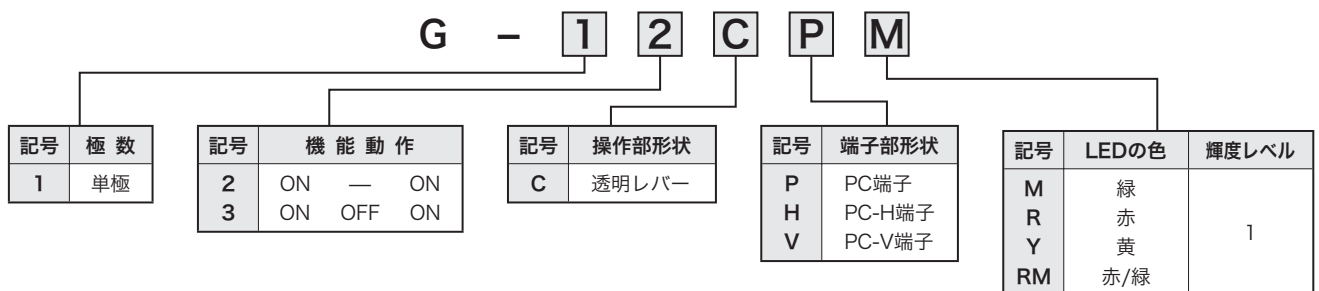 G – 1 2 C P M
記号 極 数
1 単極
記号 機 能 動 作
2 ON — ON
3 ON OFF ON
記号 操作部形状
C 透明レバー
記号 端子部形状
P PC端子
H PC-H端子
V PC-V端子
記号 LEDの色 輝度レベル
M 緑 1
R 赤
Y 黄
RM 赤/緑